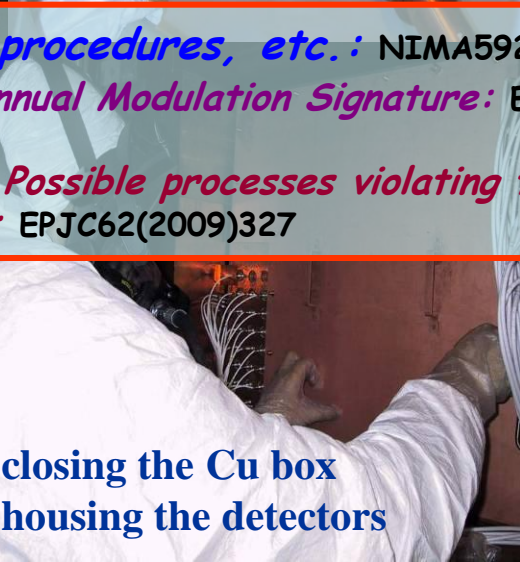 procedures, etc.: NIMA592
nnual Modulation Signature:
Possible processes violating
EPJC62(2009)327
closing the Cu box
housing the detectors